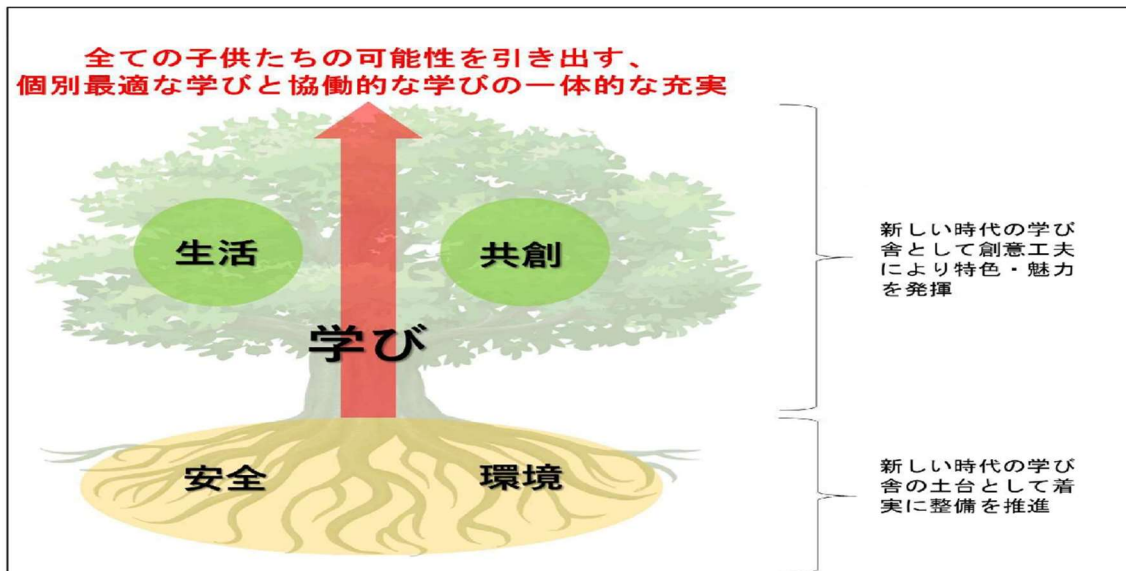 全ての子供たちの可能性を引き出す、
個別最適な学びと協働的な学びの一体的な充実
生活
共創
学び
新しい時代の学び
舎として創意工夫
により特色・魅力
を発揮
安全
環境
新しい時代の学び
舎の土台として着
実に整備を推進